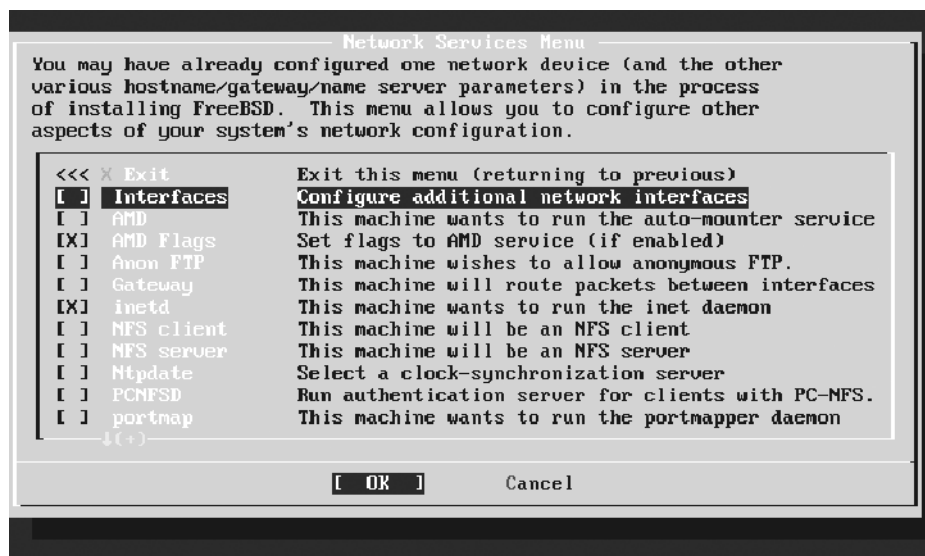 Network Services Menu
You may have already configured one network device (and the other
various hostname/gateway/name server parameters) in the process
of installing FreeBSD.  This menu allows you to configure other
aspects of your system's network configuration.
<<< X Exit Exit this menu (returning to previous)
[ ] Interfaces Configure additional network interfaces
[ ] AMD This machine wants to run the auto-mounter service
[X] AMD Flags Set flags to AMD service (if enabled)
[ ] Anon FTP This machine wishes to allow anonymous FTP.
[ ] Gateway This machine will route packets between interfaces
[X] inetd This machine wants to run the inet daemon
[ ] NFS client This machine will be an NFS client
[ ] NFS server This machine will be an NFS server
[ ] Ntpdate Select a clock-synchronization server
[ ] PCNFSD Run authentication server for clients with PC-NFS.
[ ] portmap This machine wants to run the portmapper daemon
↓(+)
[ OK ] Cancel